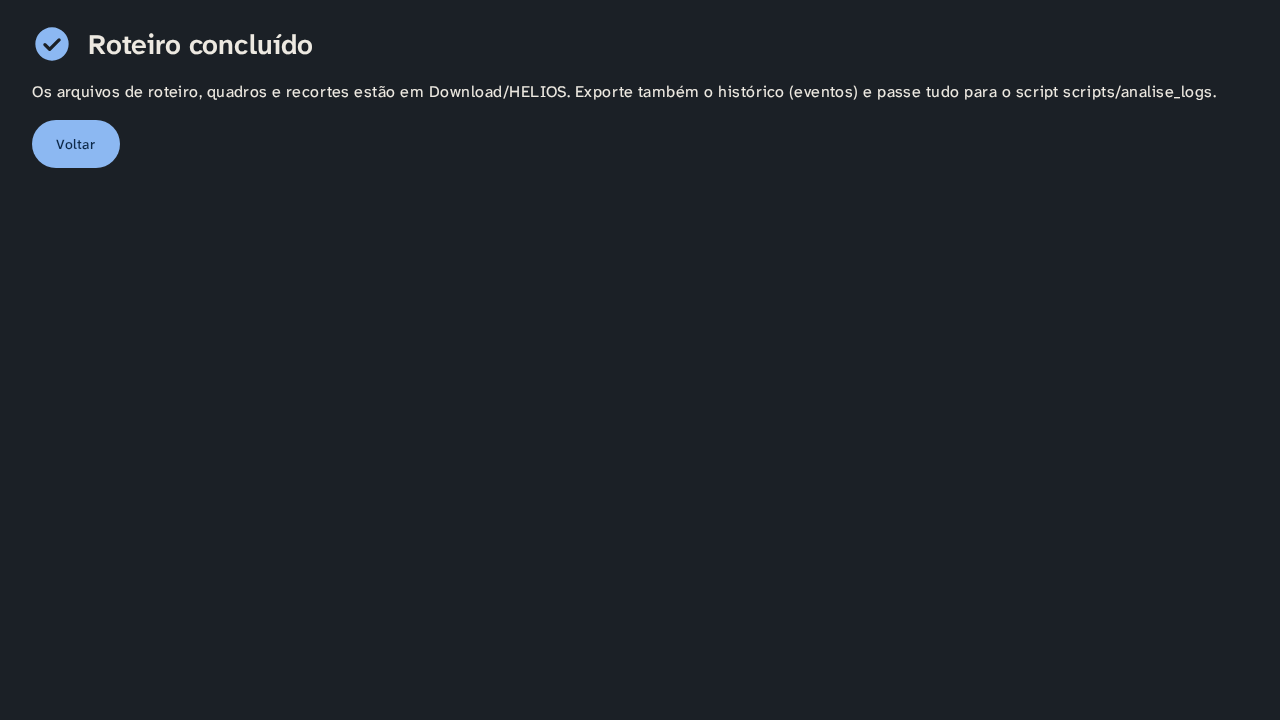 Roteiro concluído
Os arquivos de roteiro, quadros e recortes estão em Download/HELIOS. Exporte também o histórico (eventos) e passe tudo para o script scripts/analise_logs.
Voltar